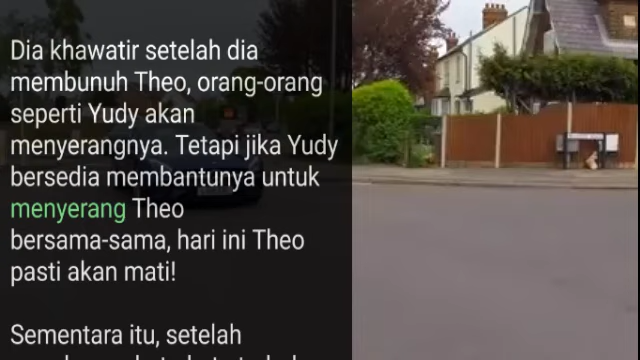 Dia khawatir setelah dia
membunuh Theo, orang-orang
seperti Yudy akan
menyerangnya. Tetapi jika Yudy
bersedia membantunya untuk
menyerang Theo
bersama-sama, hari ini Theo
pasti akan mati!
Sementara itu, setelah